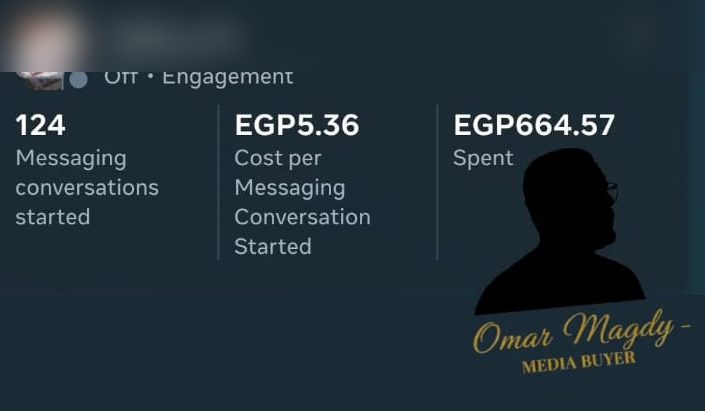 Off • Engagement
124
Messaging
conversations
started
EGP5.36
Cost per
Messaging
Conversation
Started
EGP664.57
Spent
Omar Magdy -
MEDIA BUYER